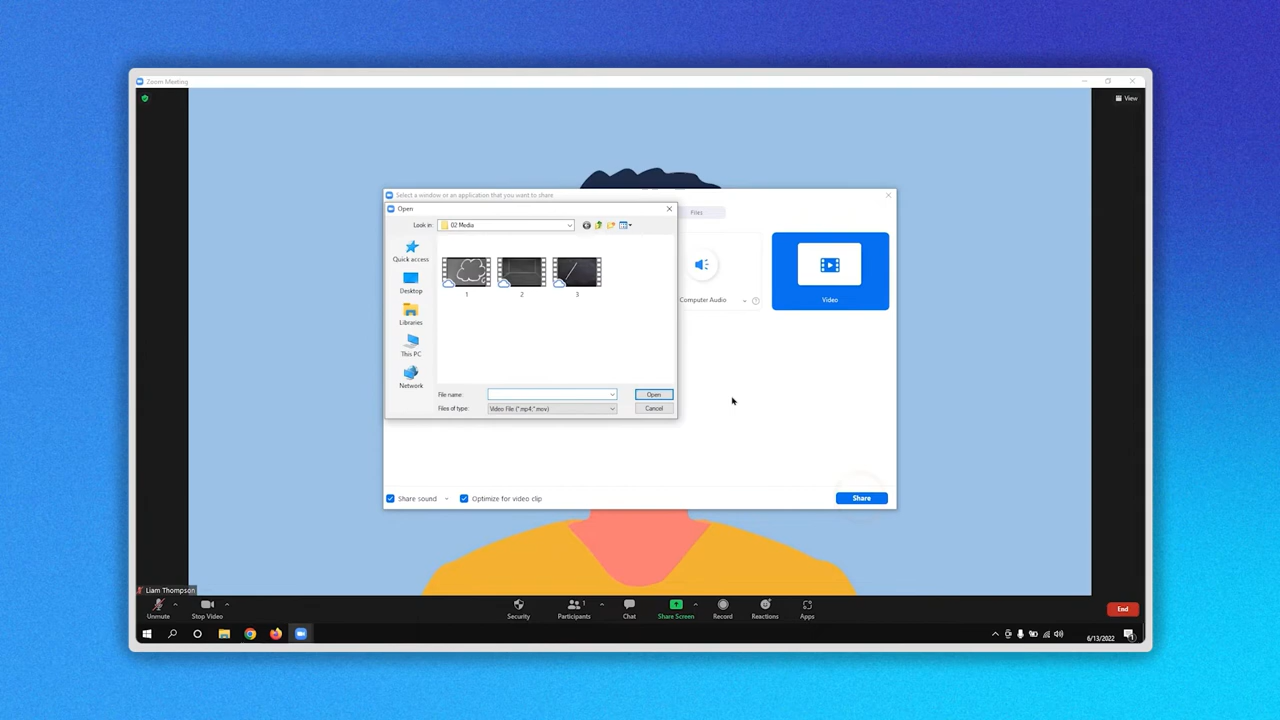 Zoom Meeting
View
Select a window or an application that you want to share
Open
Files
Look in:
02 Media
Quick access
Desktop
Libraries
This PC
Network
1
2
3
Computer Audio
Video
File name:
Open
Files of type:
Video File (*.mp4;*.mov)
Cancel
Share sound
Optimize for video clip
Share
Liam Thompson
Unmute
Stop Video
Security
1
Participants
Chat
Share Screen
Record
Reactions
Apps
End
6/13/2022
1